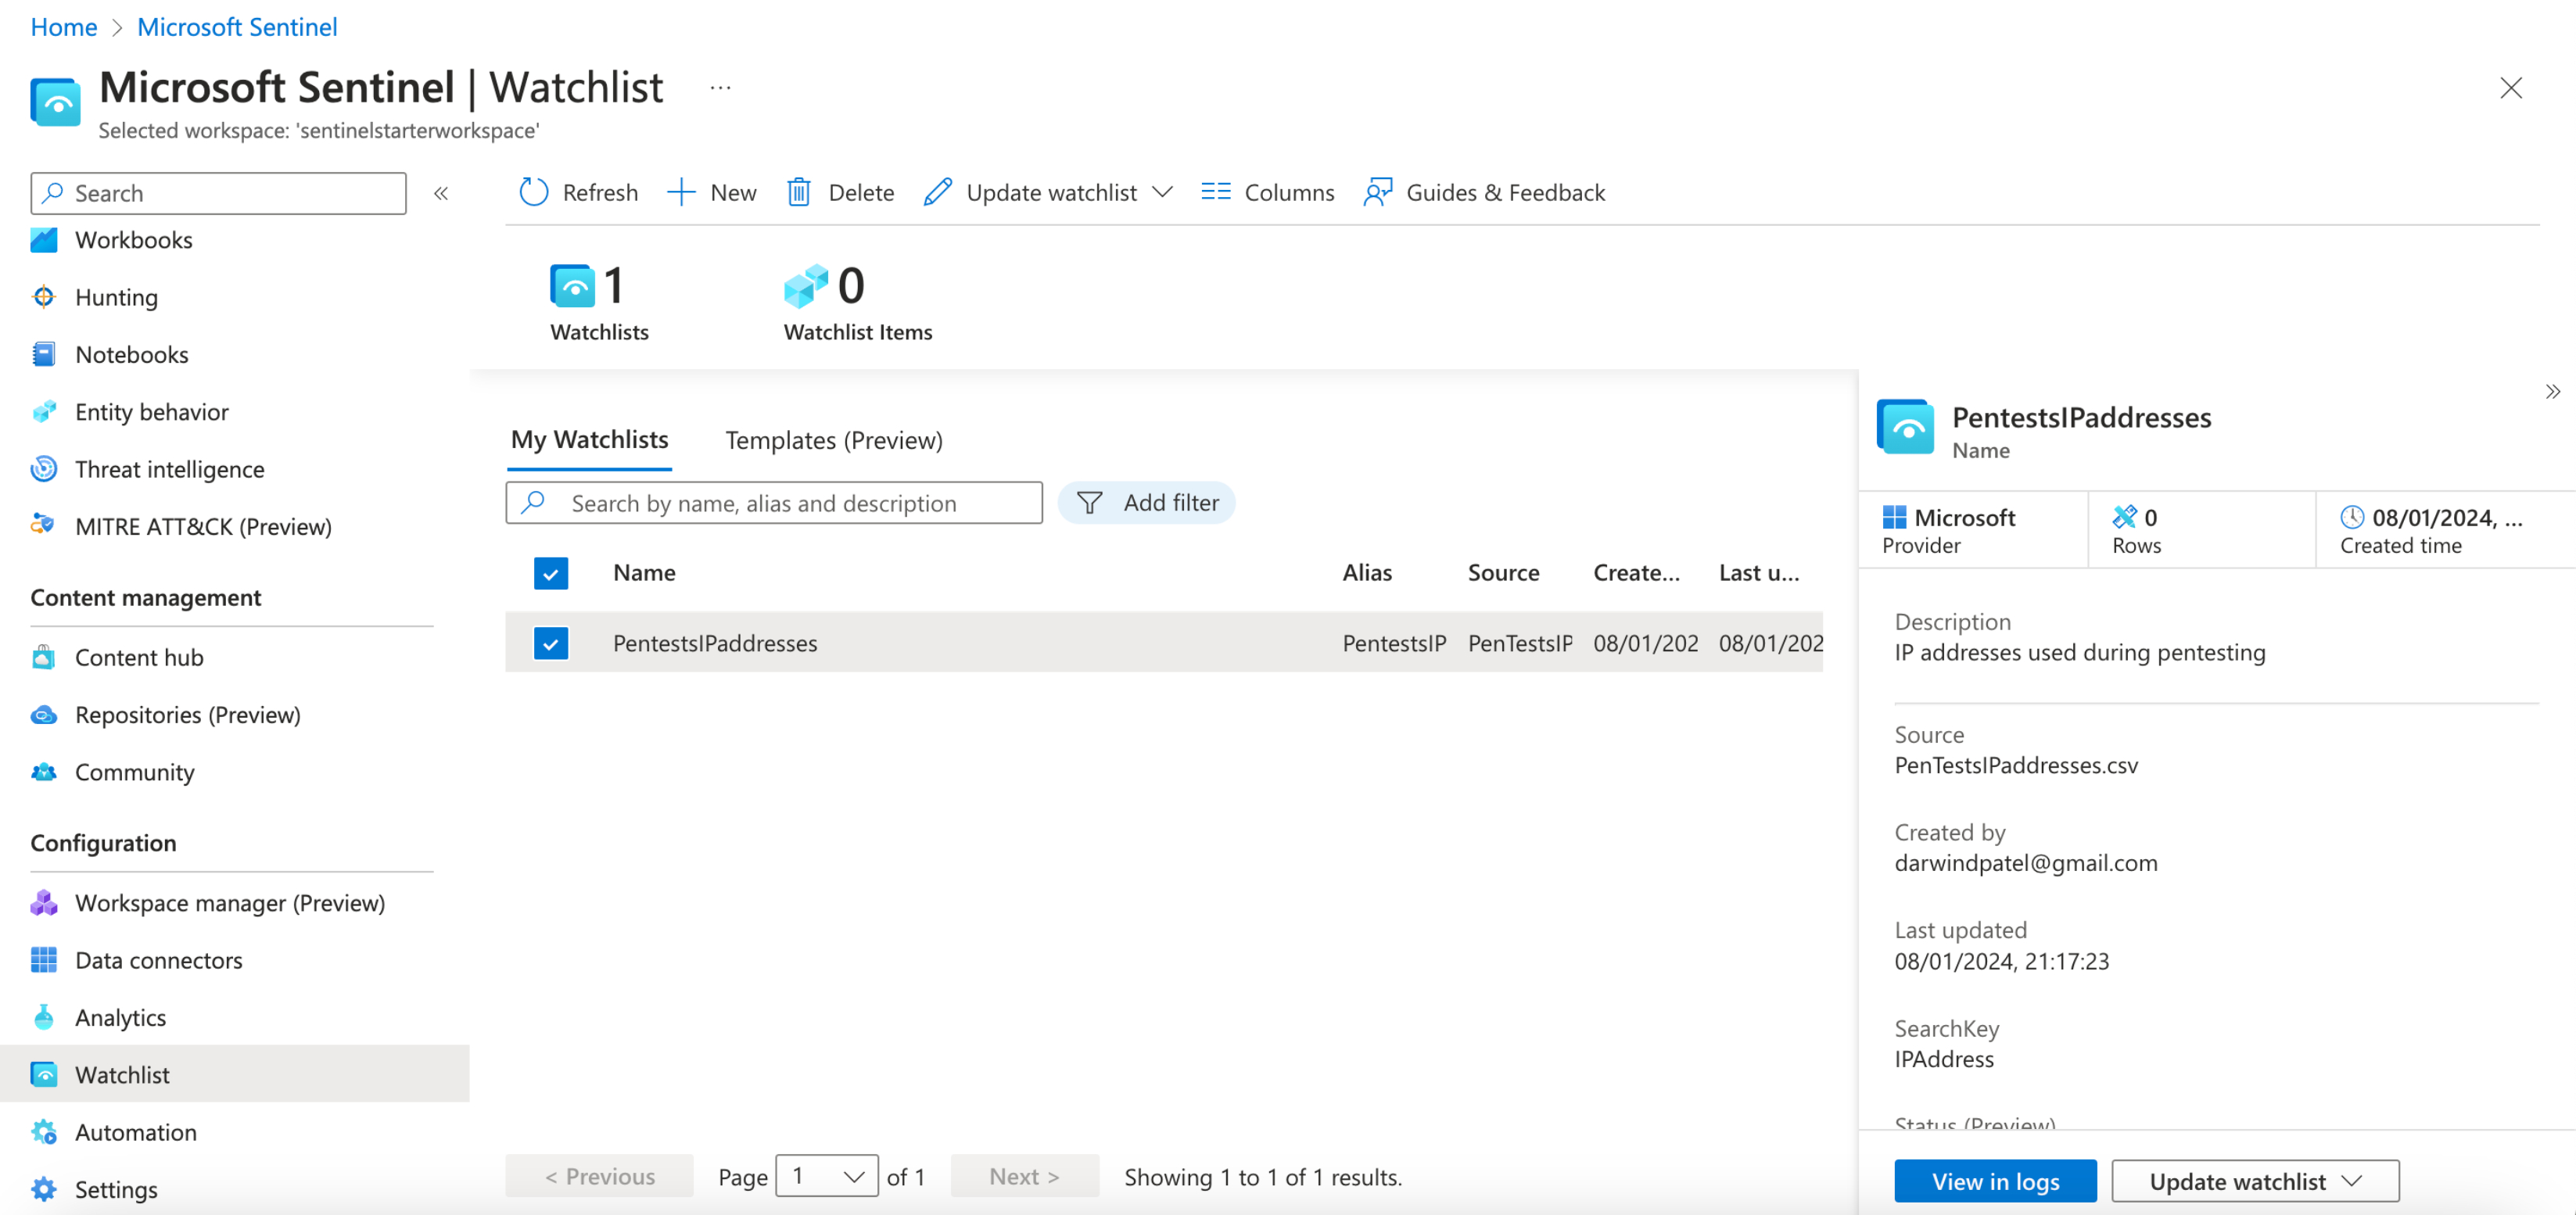 Home > Microsoft Sentinel
Microsoft Sentinel | Watchlist ...
Selected workspace: 'sentinelstarterworkspace'
Search
«
Workbooks
Hunting
Notebooks
Entity behavior
Threat intelligence
MITRE ATT&CK (Preview)
Content management
Content hub
Repositories (Preview)
Community
Configuration
Workspace manager (Preview)
Data connectors
Analytics
Watchlist
Automation
Settings
Refresh New Delete Update watchlist Columns Guides & Feedback
1 0
Watchlists Watchlist Items
My Watchlists Templates (Preview)
Search by name, alias and description Add filter
Name Alias Source Create... Last u...
PentestsIPaddresses PentestsIP PenTestsIP 08/01/202 08/01/202
< Previous Page 1 of 1 Next > Showing 1 to 1 of 1 results.
»
PentestsIPaddresses
Name
Microsoft 0 08/01/2024, ...
Provider Rows Created time
Description
IP addresses used during pentesting
Source
PenTestsIPaddresses.csv
Created by
darwindpatel@gmail.com
Last updated
08/01/2024, 21:17:23
SearchKey
IPAddress
Status (Preview)
View in logs Update watchlist